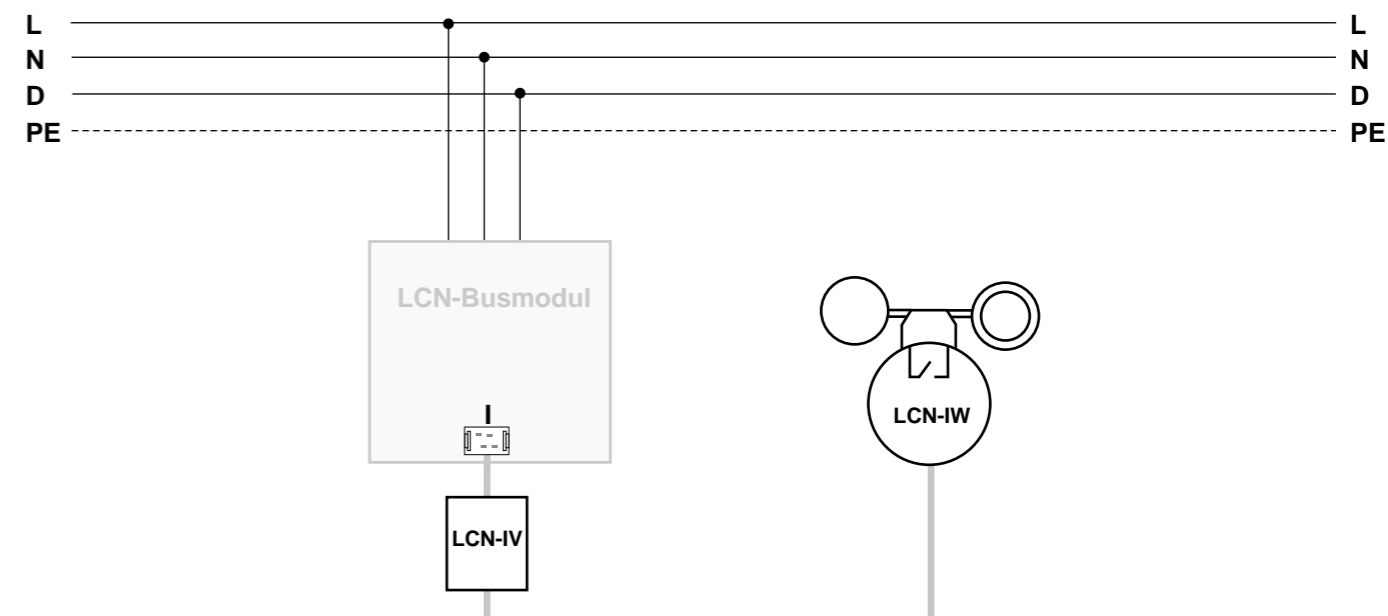 L L
N N
D D
PE PE
LCN-Busmodul
I
LCN-IW
LCN-IV